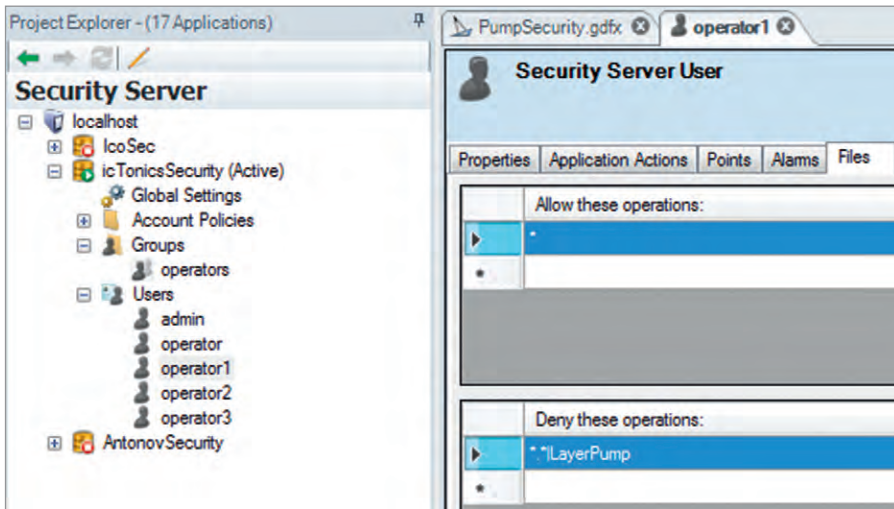 Project Explorer - (17 Applications)
Security Server
localhost
IcoSec
icTonicsSecurity (Active)
Global Settings
Account Policies
Groups
operators
Users
admin
operator
operator1
operator2
operator3
AntonovSecurity
PumpSecurity.gdfx
operator1
Security Server User
Properties
Application Actions
Points
Alarms
Files
Allow these operations:
*
*
Deny these operations:
*.*|LayerPump
*